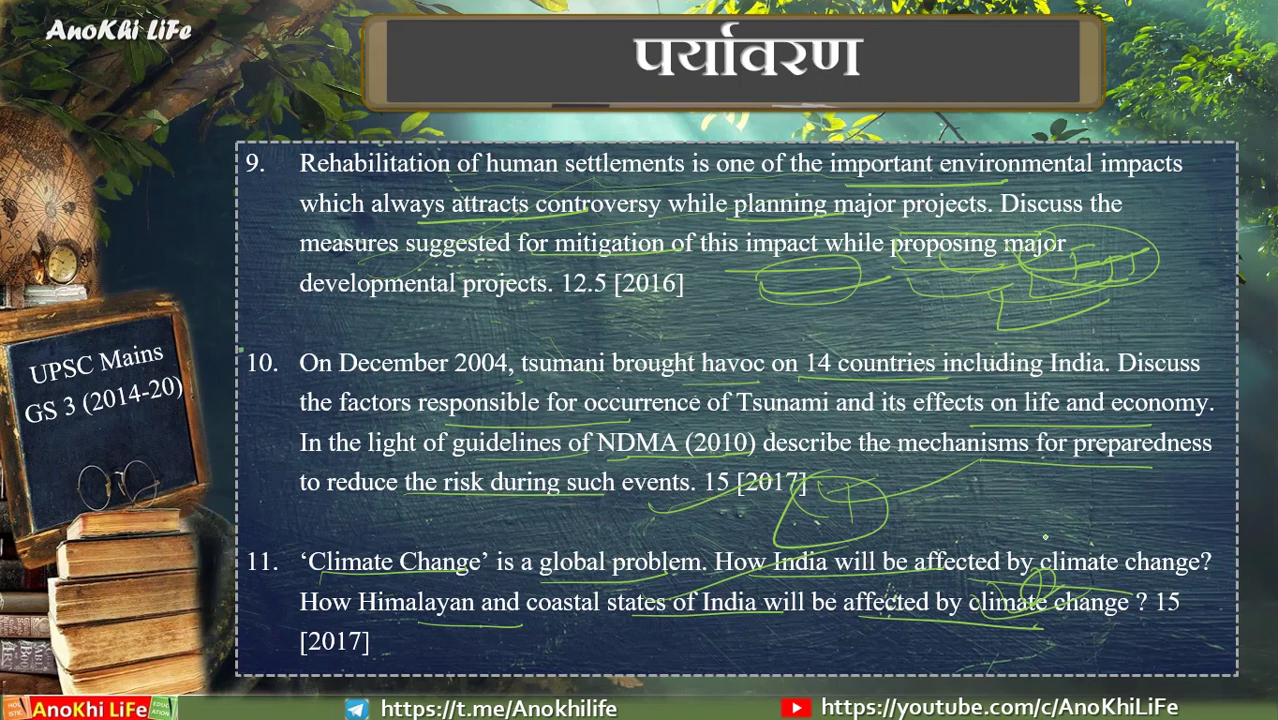 AnoKhi LiFe
पर्यावरण
9. Rehabilitation of human settlements is one of the important environmental impacts
which always attracts controversy while planning major projects. Discuss the
measures suggested for mitigation of this impact while proposing major
developmental projects. 12.5 [2016]
UPSC Mains
GS 3 (2014-20)
10. On December 2004, tsumani brought havoc on 14 countries including India. Discuss
the factors responsible for occurrence of Tsunami and its effects on life and economy.
In the light of guidelines of NDMA (2010) describe the mechanisms for preparedness
to reduce the risk during such events. 15 [2017]
11. ‘Climate Change’ is a global problem. How India will be affected by climate change?
How Himalayan and coastal states of India will be affected by climate change ? 15
[2017]
AnoKhi LiFe
https://t.me/Anokhilife
https://youtube.com/c/AnoKhiLiFe